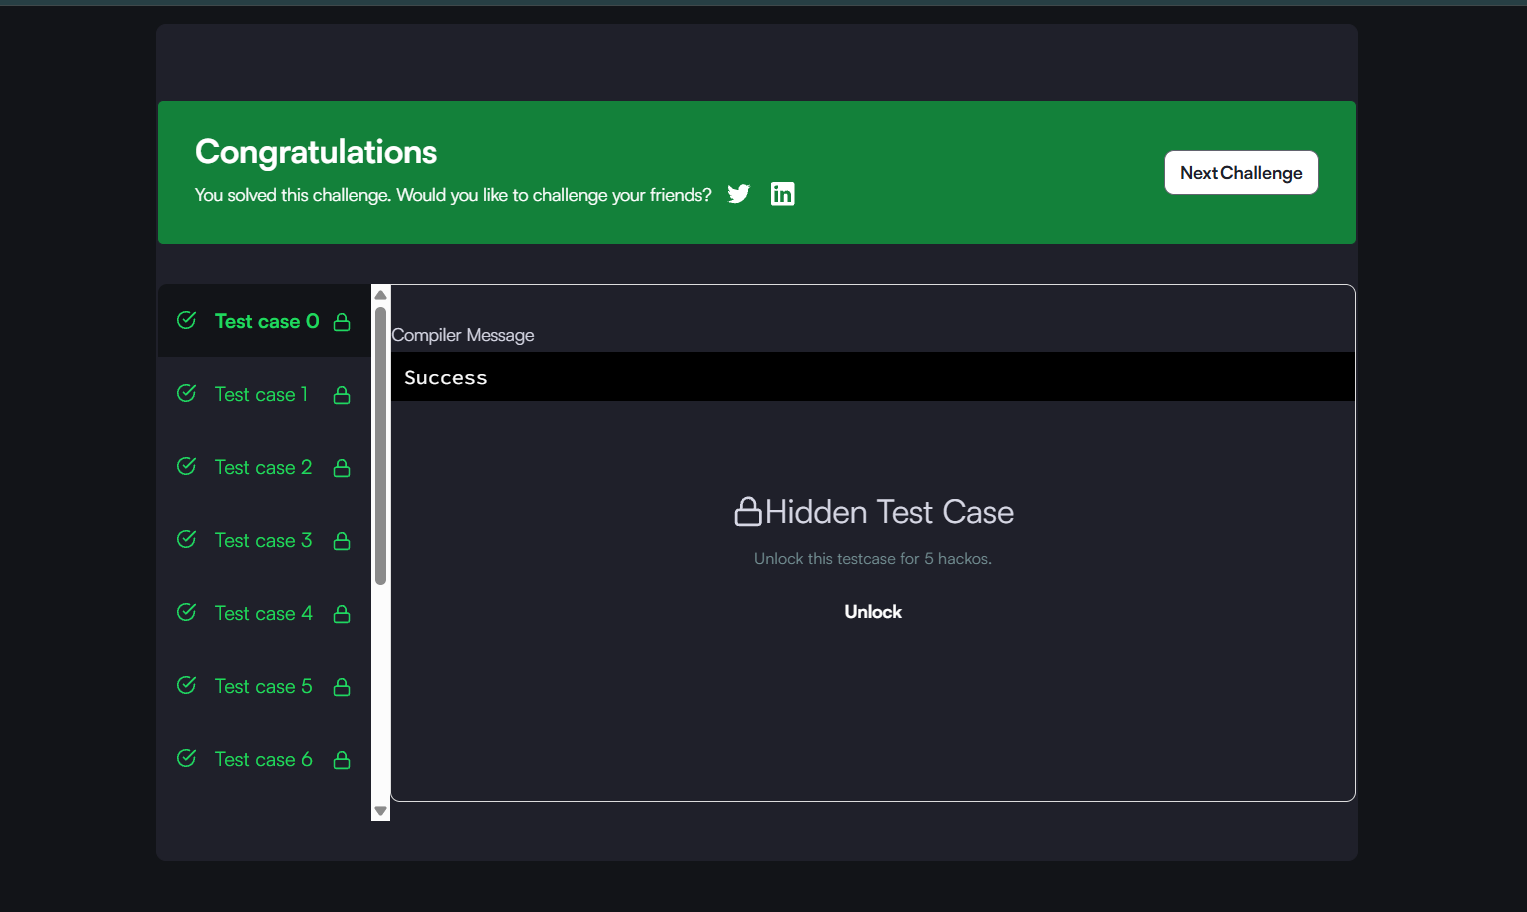 Congratulations
You solved this challenge. Would you like to challenge your friends?
Next Challenge
Test case 0
Test case 1
Test case 2
Test case 3
Test case 4
Test case 5
Test case 6
Compiler Message
Success
Hidden Test Case
Unlock this testcase for 5 hackos.
Unlock